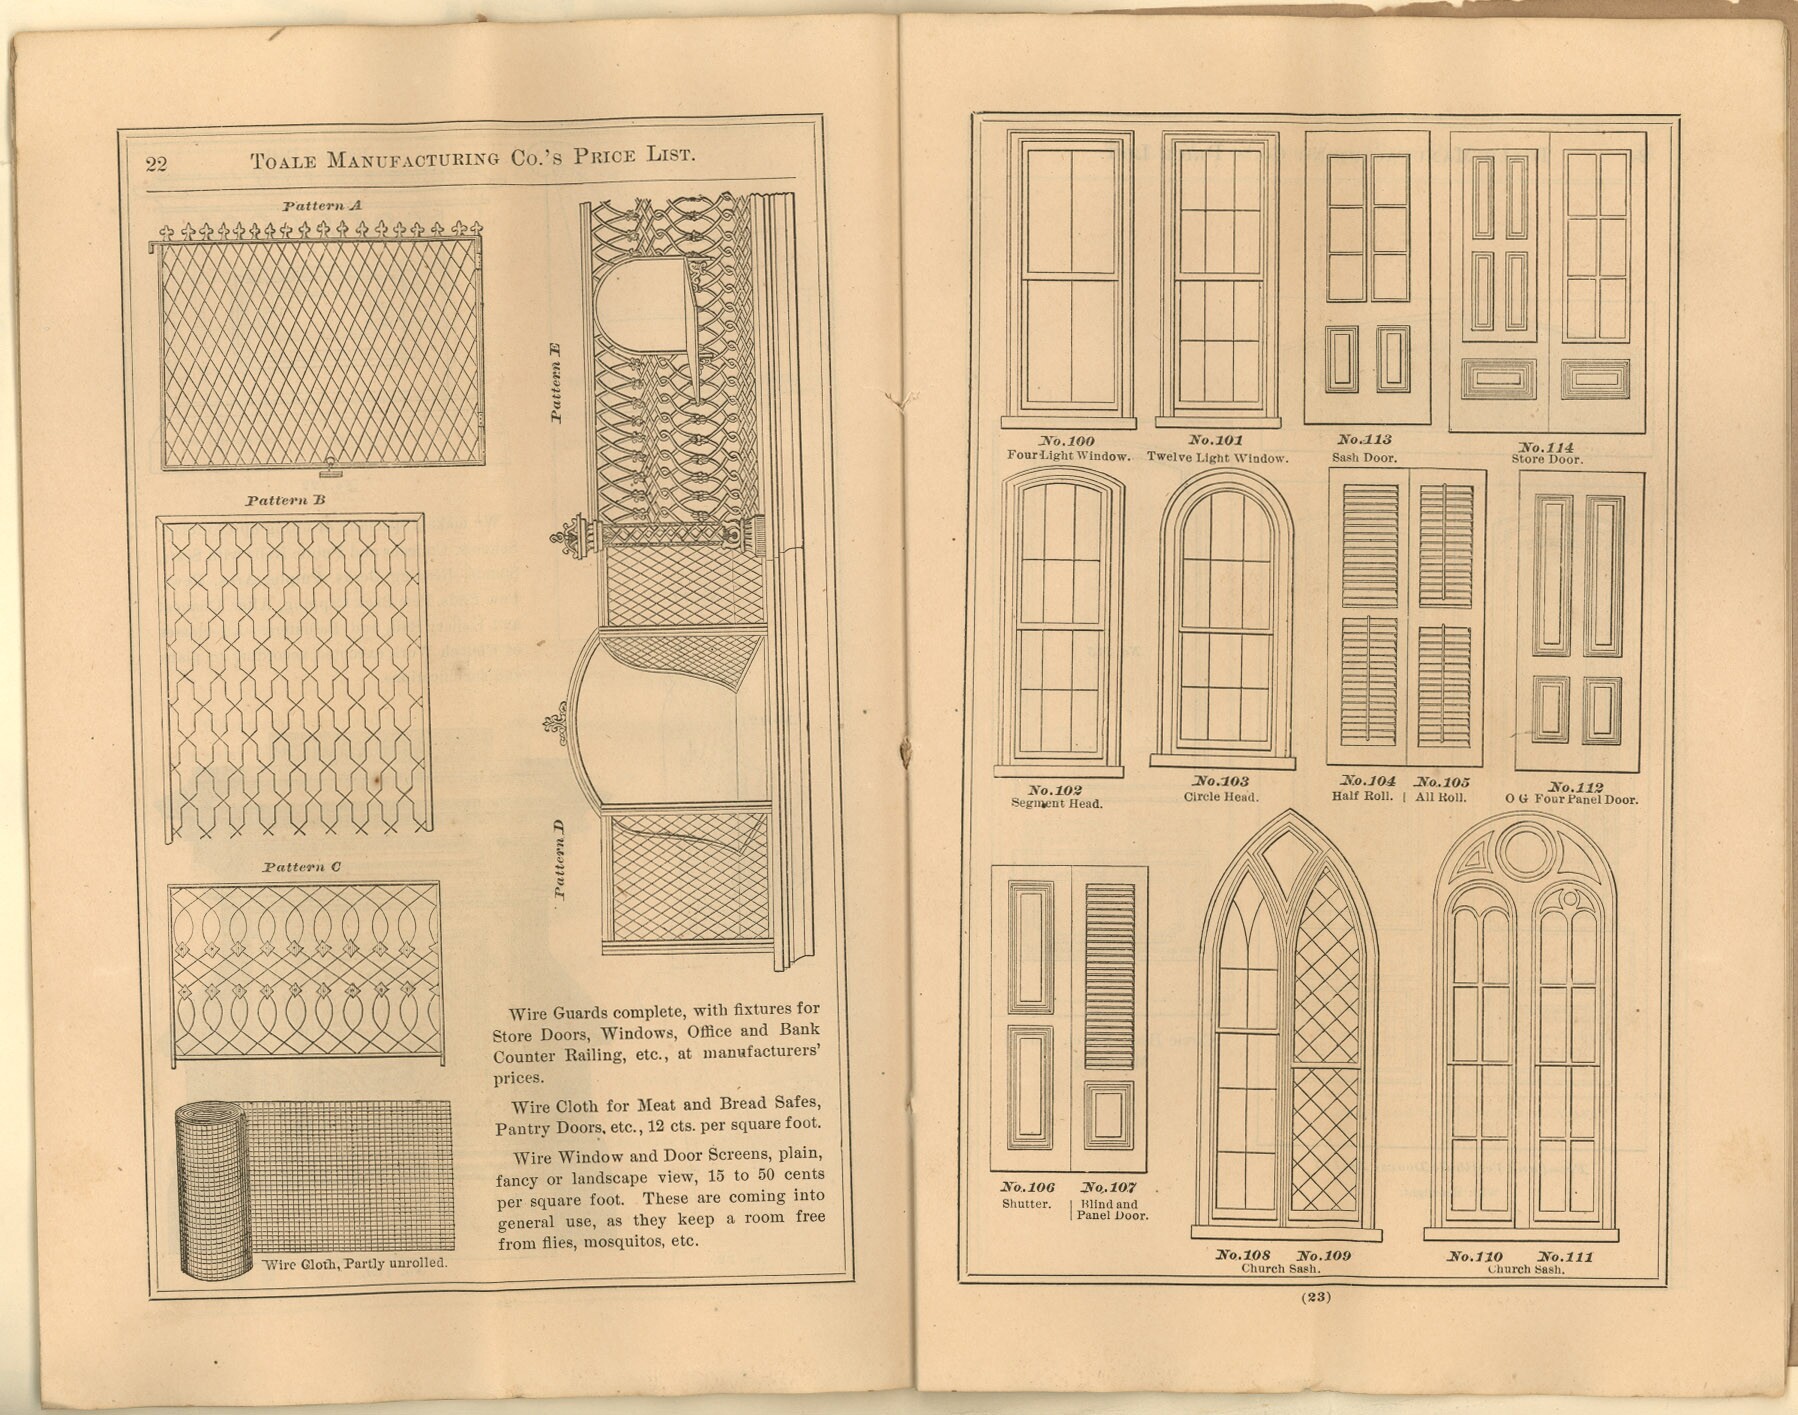 22
TOALE MANUFACTURING CO.'S PRICE LIST.
Pattern A
Pattern B
Pattern C
Wire Cloth, Partly unrolled.
Pattern E
Pattern D
Wire Guards complete, with fixtures for
Store Doors, Windows, Office and Bank
Counter Railing, etc., at manufacturers'
prices.
Wire Cloth for Meat and Bread Safes,
Pantry Doors, etc., 12 cts. per square foot.
Wire Window and Door Screens, plain,
fancy or landscape view, 15 to 50 cents
per square foot. These are coming into
general use, as they keep a room free
from flies, mosquitos, etc.
No.100
Four Light Window.
No.101
Twelve Light Window.
No.113
Sash Door.
No.114
Store Door.
No.102
Segment Head.
No.103
Circle Head.
No.104 No.105
Half Roll. | All Roll.
No.112
O G Four Panel Door.
No.106
Shutter.
No.107
Blind and
Panel Door.
No.108 No.109
Church Sash.
No.110 No.111
Church Sash.
(23)